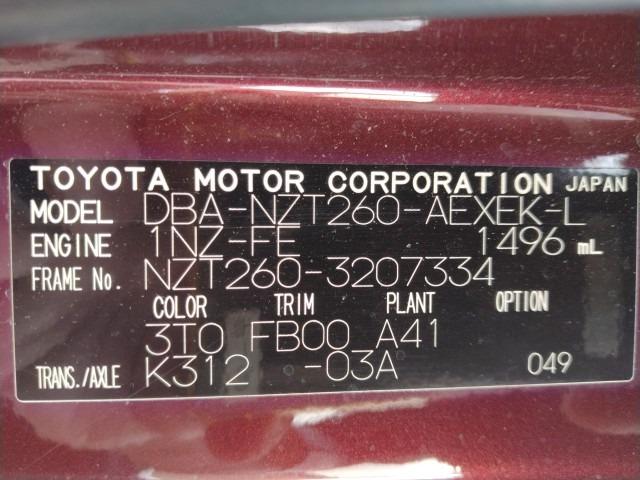 TOYOTA MOTOR CORPORATION JAPAN
MODEL DBA-NZT260-AEXEK-L
ENGINE 1NZ-FE 1496 mL
FRAME No. NZT260-3207334
COLOR TRIM PLANT OPTION
3T0 FB00 A41
TRANS./AXLE K312 -03A 049